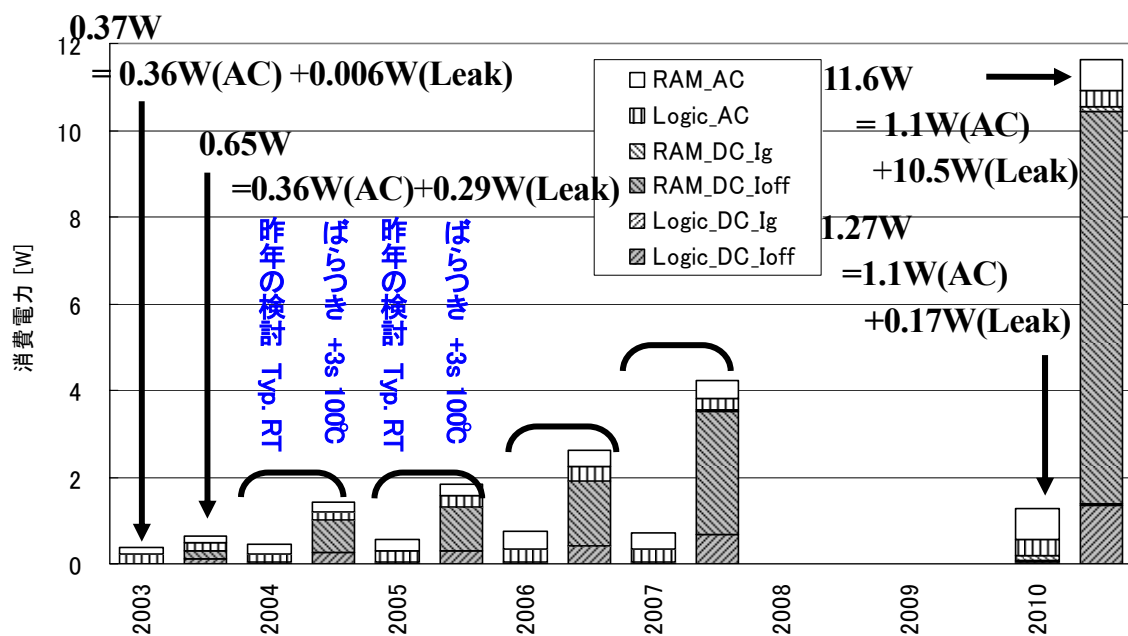 0.37W
= 0.36W(AC) +0.006W(Leak)
0.65W
=0.36W(AC)+0.29W(Leak)
11.6W
= 1.1W(AC)
+10.5W(Leak)
1.27W
=1.1W(AC)
+0.17W(Leak)
RAM_AC
Logic_AC
RAM_DC_Ig
RAM_DC_Ioff
Logic_DC_Ig
Logic_DC_Ioff
昨年の検討 Typ. RT
ばらつき +3s 100℃
昨年の検討 Typ. RT
ばらつき +3s 100℃
消費電力 [W]
12
10
8
6
4
2
0
2003
2004
2005
2006
2007
2008
2009
2010